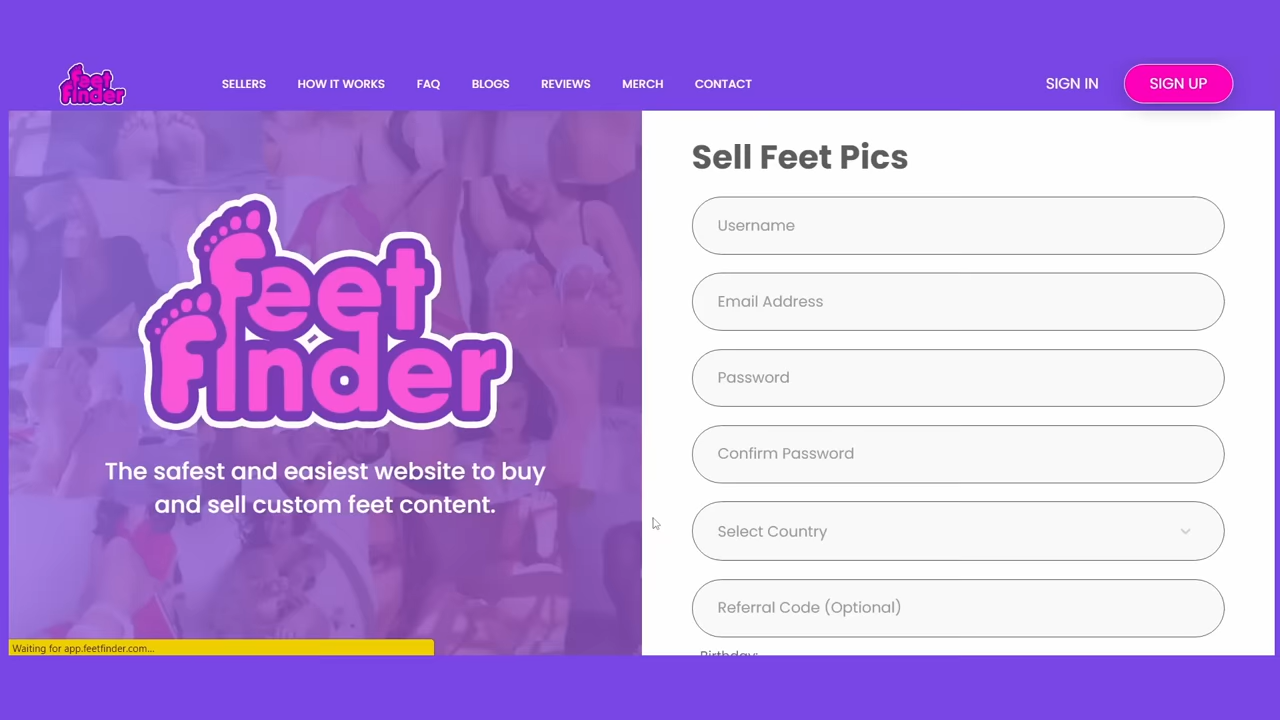 feet
finder
SELLERS
HOW IT WORKS
FAQ
BLOGS
REVIEWS
MERCH
CONTACT
SIGN IN
SIGN UP
feet
finder
The safest and easiest website to buy
and sell custom feet content.
Waiting for app.feetfinder.com...
Sell Feet Pics
Username
Email Address
Password
Confirm Password
Select Country
Referral Code (Optional)
Birthday: